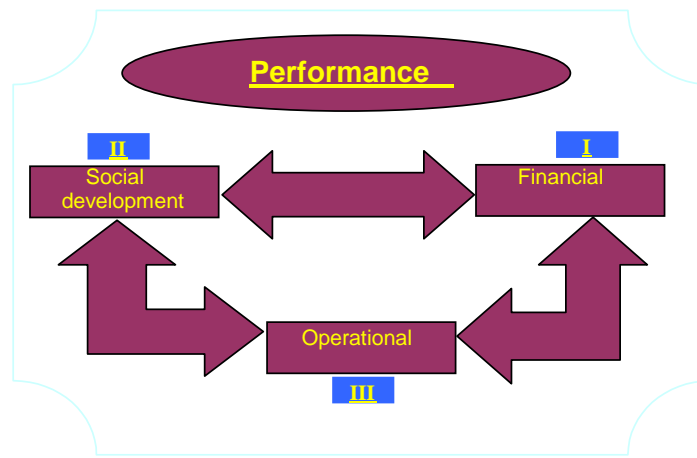 Performance
II
I
Social
development
Financial
Operational
III